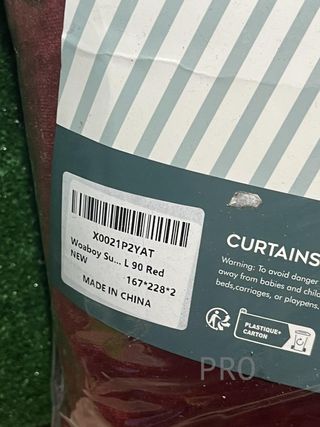 X0021P2YAT
Woaboy Su... L 90 Red
NEW
167*228*2
MADE IN CHINA
CURTAINS
Warning: To avoid danger
away from babies and child
beds,carriages, or playpens.
PLASTIQUE+
CARTON
PRO